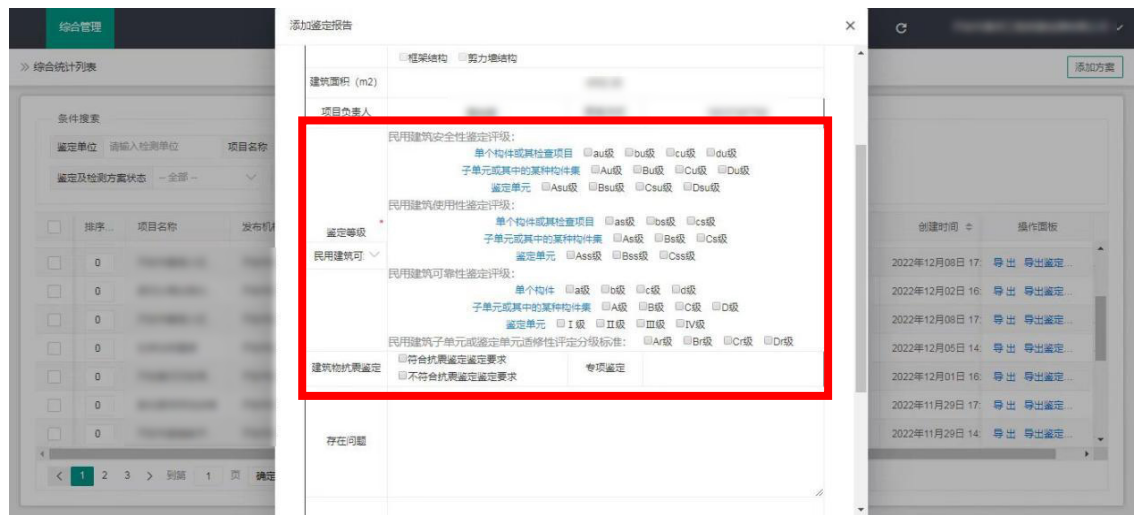 综合管理
添加鉴定报告
综合统计列表
添加方案
条件搜索
鉴定单位 请输入检测单位 项目名称
鉴定及检测方案状态 -- 全部 --
排序... 项目名称 发布机
创建时间 操作面板
0 2022年12月08日 17: 导出 导出鉴定...
0 2022年12月02日 16: 导出 导出鉴定...
0 2022年12月08日 17: 导出 导出鉴定...
0 2022年12月05日 14: 导出 导出鉴定...
0 2022年12月01日 16: 导出 导出鉴定...
0 2022年11月29日 17: 导出 导出鉴定...
0 2022年11月29日 14: 导出 导出鉴定...
1 2 3 到第 1 页 确定
框架结构 剪力墙结构
建筑面积（m2）
项目负责人
鉴定等级 *
民用建筑可
民用建筑安全性鉴定评级：
单个构件或其检查项目 au级 bu级 cu级 du级
子单元或其中的某种构件集 Au级 Bu级 Cu级 Du级
鉴定单元 Asu级 Bsu级 Csu级 Dsu级
民用建筑使用性鉴定评级：
单个构件或其检查项目 as级 bs级 cs级
子单元或其中的某种构件集 As级 Bs级 Cs级
鉴定单元 Ass级 Bss级 Css级
民用建筑可靠性鉴定评级：
单个构件 a级 b级 c级 d级
子单元或其中的某种构件集 A级 B级 C级 D级
鉴定单元 Ⅰ级 Ⅱ级 Ⅲ级 Ⅳ级
民用建筑子单元或鉴定单元适修性评定分级标准： Ar级 Br级 Cr级 Dr级
建筑物抗震鉴定
符合抗震鉴定鉴定要求
不符合抗震鉴定鉴定要求
专项鉴定
存在问题